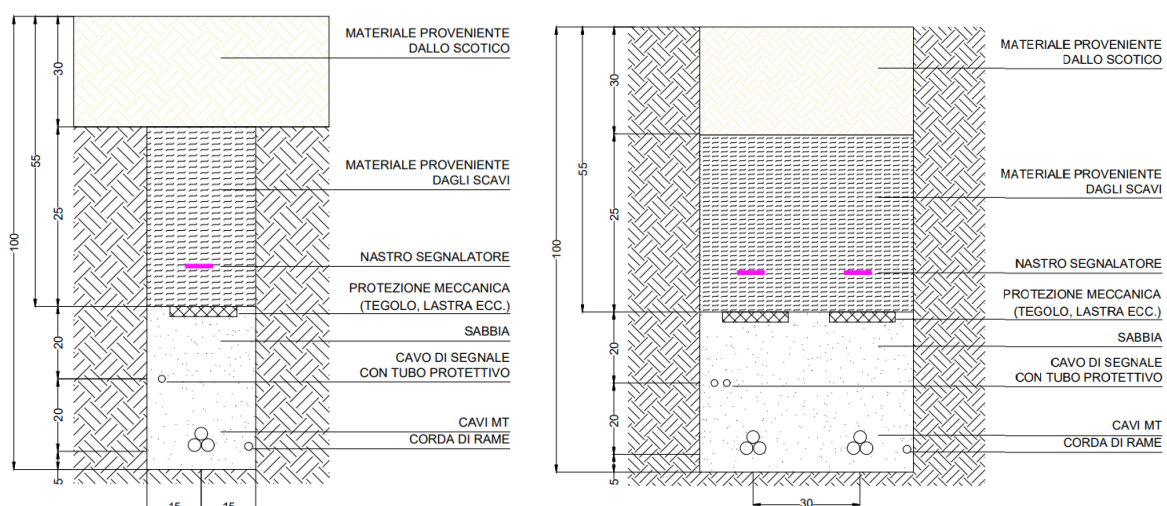 MATERIALE PROVENIENTE
DALLO SCOTICO
MATERIALE PROVENIENTE
DAGLI SCAVI
NASTRO SEGNALATORE
PROTEZIONE MECCANICA
(TEGOLO, LASTRA ECC.)
SABBIA
CAVO DI SEGNALE
CON TUBO PROTETTIVO
CAVI MT
CORDA DI RAME
100
55
30
25
20
20
5
15
15
MATERIALE PROVENIENTE
DALLO SCOTICO
MATERIALE PROVENIENTE
DAGLI SCAVI
NASTRO SEGNALATORE
PROTEZIONE MECCANICA
(TEGOLO, LASTRA ECC.)
SABBIA
CAVO DI SEGNALE
CON TUBO PROTETTIVO
CAVI MT
CORDA DI RAME
100
55
30
25
20
20
5
30